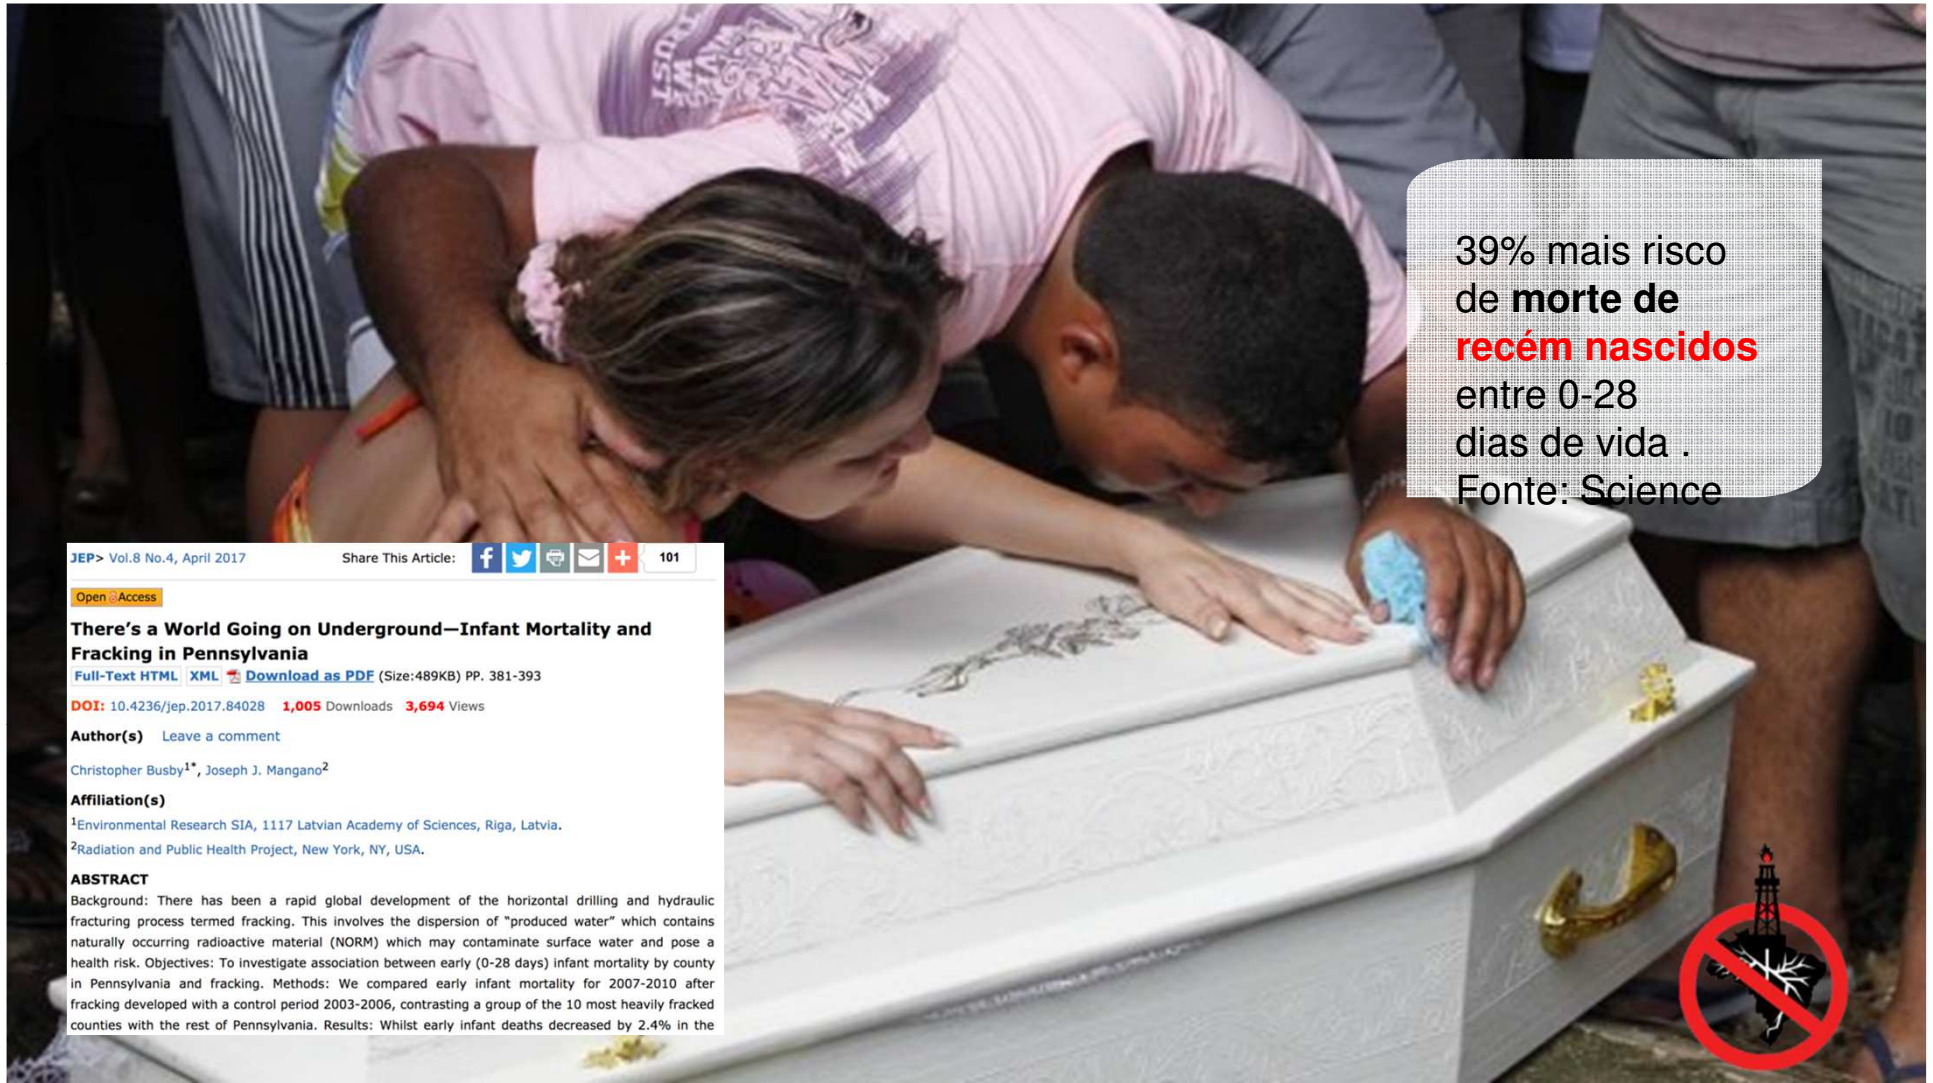 39% mais risco
de morte de
recém nascidos
entre 0-28
dias de vida .
Fonte: Science
JEP> Vol.8 No.4, April 2017 Share This Article: 101
Open Access
There's a World Going on Underground—Infant Mortality and
Fracking in Pennsylvania
Full-Text HTML XML Download as PDF (Size:489KB) PP. 381-393
DOI: 10.4236/jep.2017.84028 1,005 Downloads 3,694 Views
Author(s) Leave a comment
Christopher Busby1*, Joseph J. Mangano2
Affiliation(s)
1Environmental Research SIA, 1117 Latvian Academy of Sciences, Riga, Latvia.
2Radiation and Public Health Project, New York, NY, USA.
ABSTRACT
Background: There has been a rapid global development of the horizontal drilling and hydraulic
fracturing process termed fracking. This involves the dispersion of "produced water" which contains
naturally occurring radioactive material (NORM) which may contaminate surface water and pose a
health risk. Objectives: To investigate association between early (0-28 days) infant mortality by county
in Pennsylvania and fracking. Methods: We compared early infant mortality for 2007-2010 after
fracking developed with a control period 2003-2006, contrasting a group of the 10 most heavily fracked
counties with the rest of Pennsylvania. Results: Whilst early infant deaths decreased by 2.4% in the